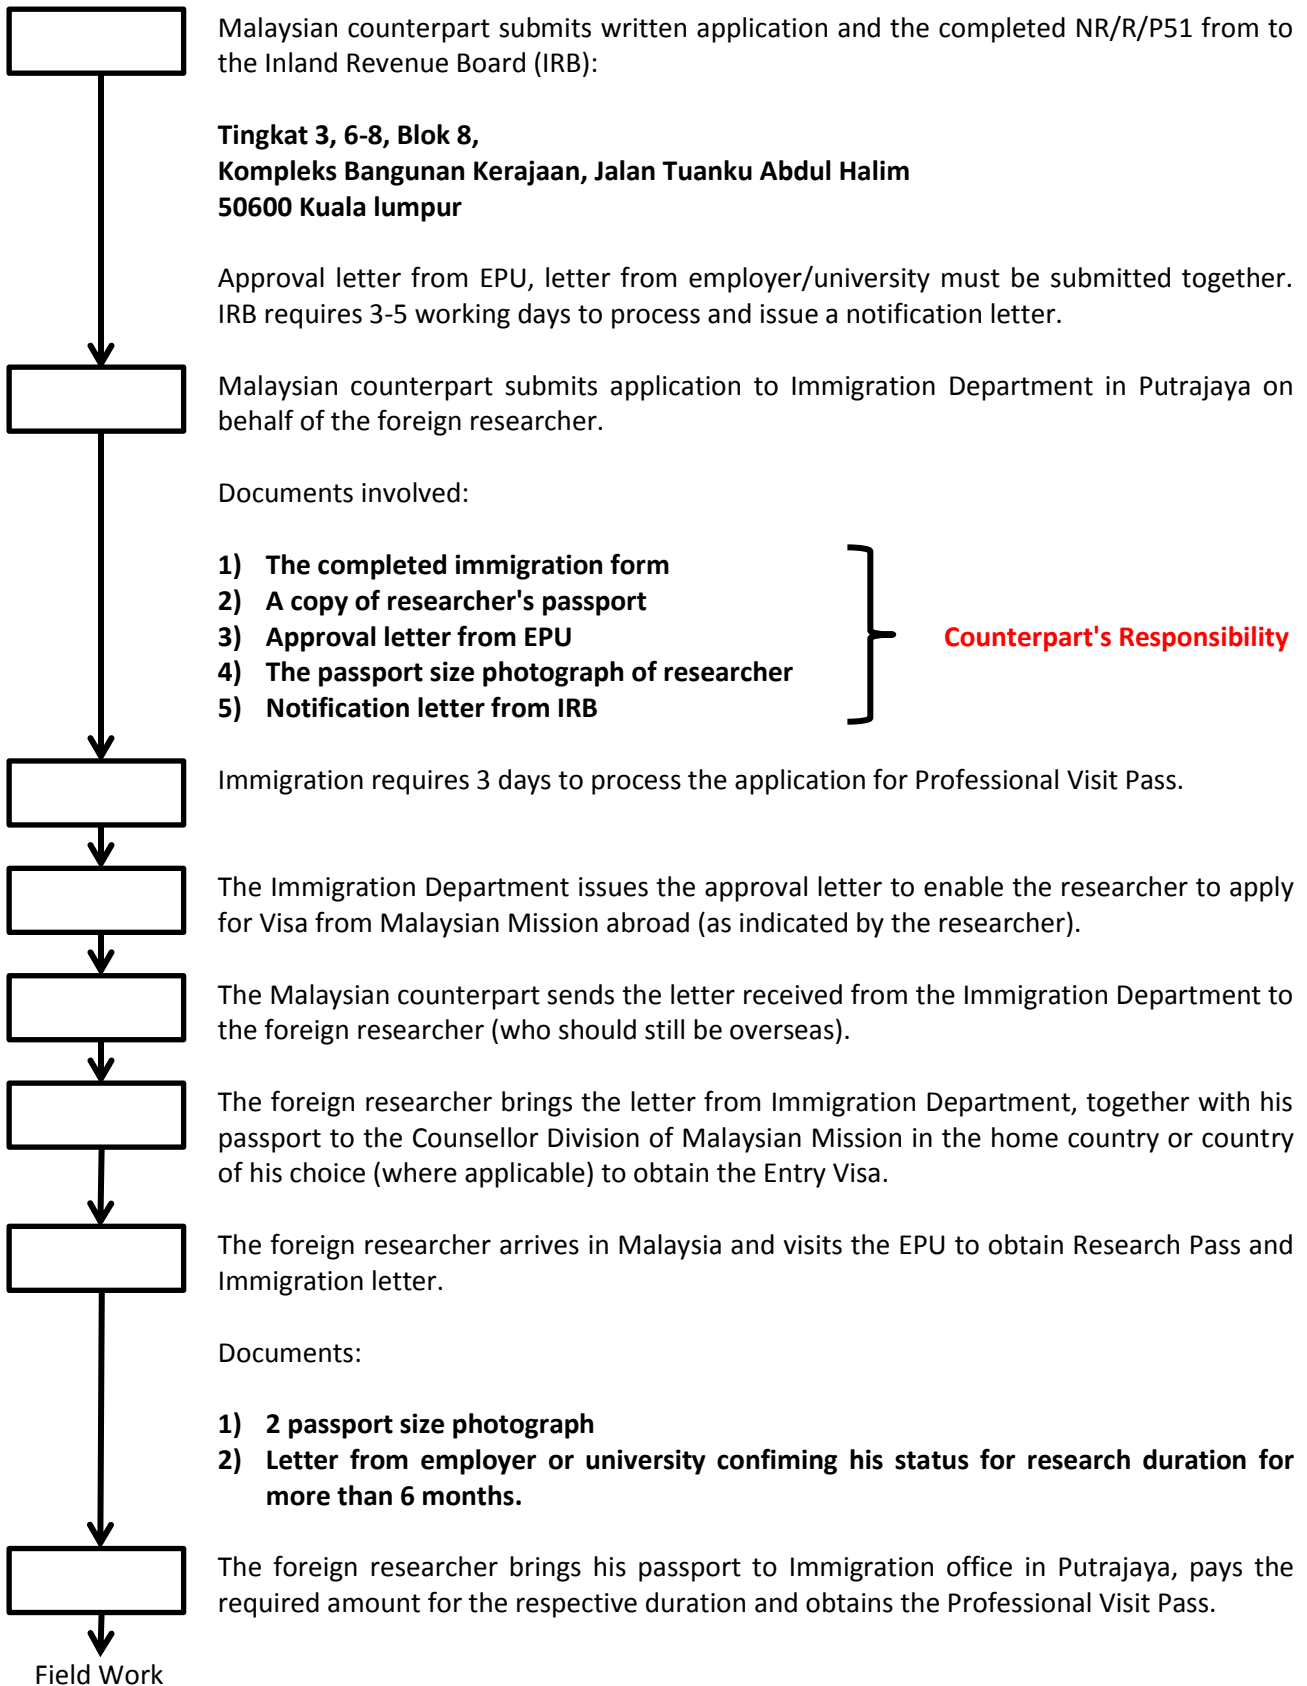 Malaysian counterpart submits written application and the completed NR/R/P51 from to
the Inland Revenue Board (IRB):
Tingkat 3, 6-8, Blok 8,
Kompleks Bangunan Kerajaan, Jalan Tuanku Abdul Halim
50600 Kuala lumpur
Approval letter from EPU, letter from employer/university must be submitted together.
IRB requires 3-5 working days to process and issue a notification letter.
Malaysian counterpart submits application to Immigration Department in Putrajaya on
behalf of the foreign researcher.
Documents involved:
1) The completed immigration form
2) A copy of researcher's passport
3) Approval letter from EPU
4) The passport size photograph of researcher
5) Notification letter from IRB
Counterpart's Responsibility
Immigration requires 3 days to process the application for Professional Visit Pass.
The Immigration Department issues the approval letter to enable the researcher to apply
for Visa from Malaysian Mission abroad (as indicated by the researcher).
The Malaysian counterpart sends the letter received from the Immigration Department to
the foreign researcher (who should still be overseas).
The foreign researcher brings the letter from Immigration Department, together with his
passport to the Counsellor Division of Malaysian Mission in the home country or country
of his choice (where applicable) to obtain the Entry Visa.
The foreign researcher arrives in Malaysia and visits the EPU to obtain Research Pass and
Immigration letter.
Documents:
1) 2 passport size photograph
2) Letter from employer or university confiming his status for research duration for
more than 6 months.
The foreign researcher brings his passport to Immigration office in Putrajaya, pays the
required amount for the respective duration and obtains the Professional Visit Pass.
Field Work